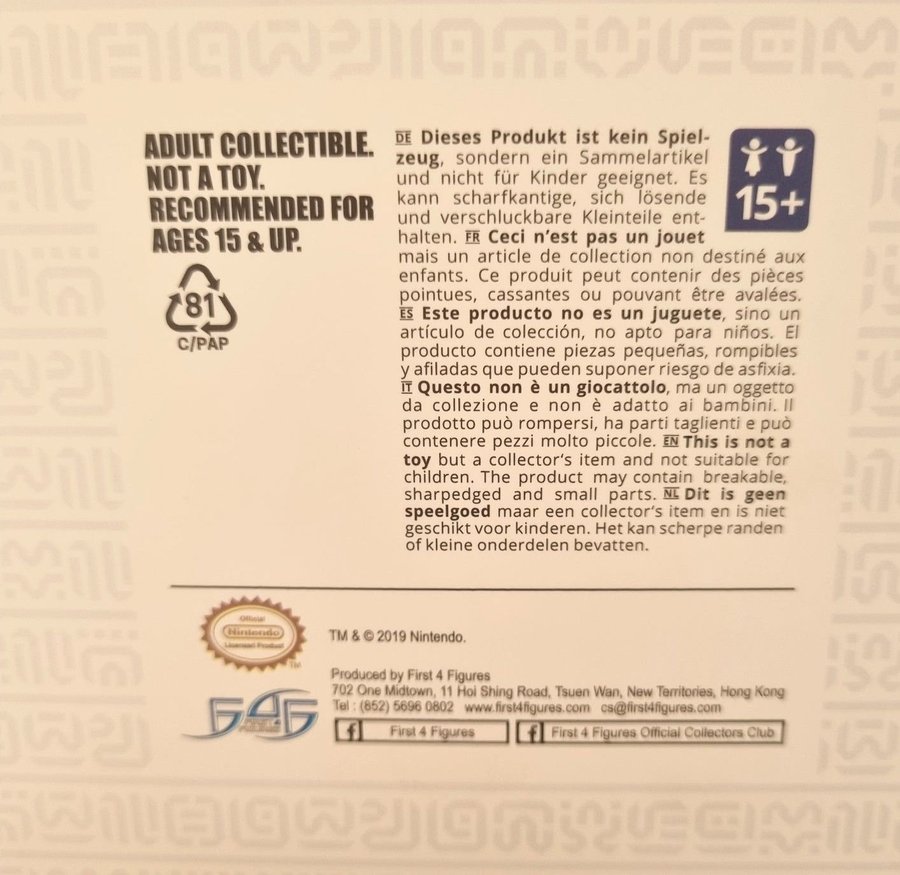 ADULT COLLECTIBLE.
NOT A TOY.
RECOMMENDED FOR
AGES 15 & UP.
81
C/PAP
DE Dieses Produkt ist kein Spiel-
zeug, sondern ein Sammelartikel
und nicht für Kinder geeignet. Es
kann scharfkantige, sich lösende
und verschluckbare Kleinteile ent-
halten. FR Ceci n'est pas un jouet
mais un article de collection non destiné aux
enfants. Ce produit peut contenir des pièces
pointues, cassantes ou pouvant être avalées.
ES Este producto no es un juguete, sino un
artículo de colección, no apto para niños. El
producto contiene piezas pequeñas, rompibles
y afiladas que pueden suponer riesgo de asfixia.
IT Questo non è un giocattolo, ma un oggetto
da collezione e non è adatto ai bambini. Il
prodotto può rompersi, ha parti taglienti e può
contenere pezzi molto piccole. EN This is not a
toy but a collector's item and not suitable for
children. The product may contain breakable,
sharpedged and small parts. NL Dit is geen
speelgoed maar een collector's item en is niet
geschikt voor kinderen. Het kan scherpe randen
of kleine onderdelen bevatten.
15+
Official
Nintendo
Licensed Product
TM
TM & © 2019 Nintendo.
F4F
FIRST 4
FIGURES
Produced by First 4 Figures
702 One Midtown, 11 Hoi Shing Road, Tsuen Wan, New Territories, Hong Kong
Tel : (852) 5696 0802 www.first4figures.com cs@first4figures.com
f First 4 Figures
f First 4 Figures Official Collectors Club